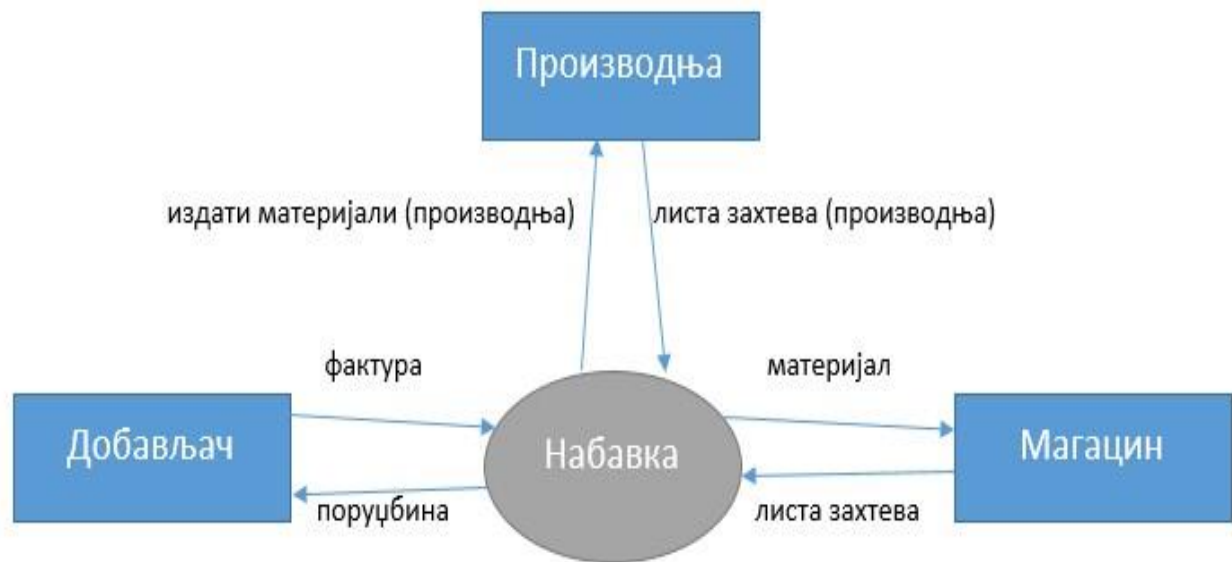 Производња
издати материјали (производња)
листа захтева (производња)
фактура
материјал
Добављач
Набавка
Магацин
поруџбина
листа захтева